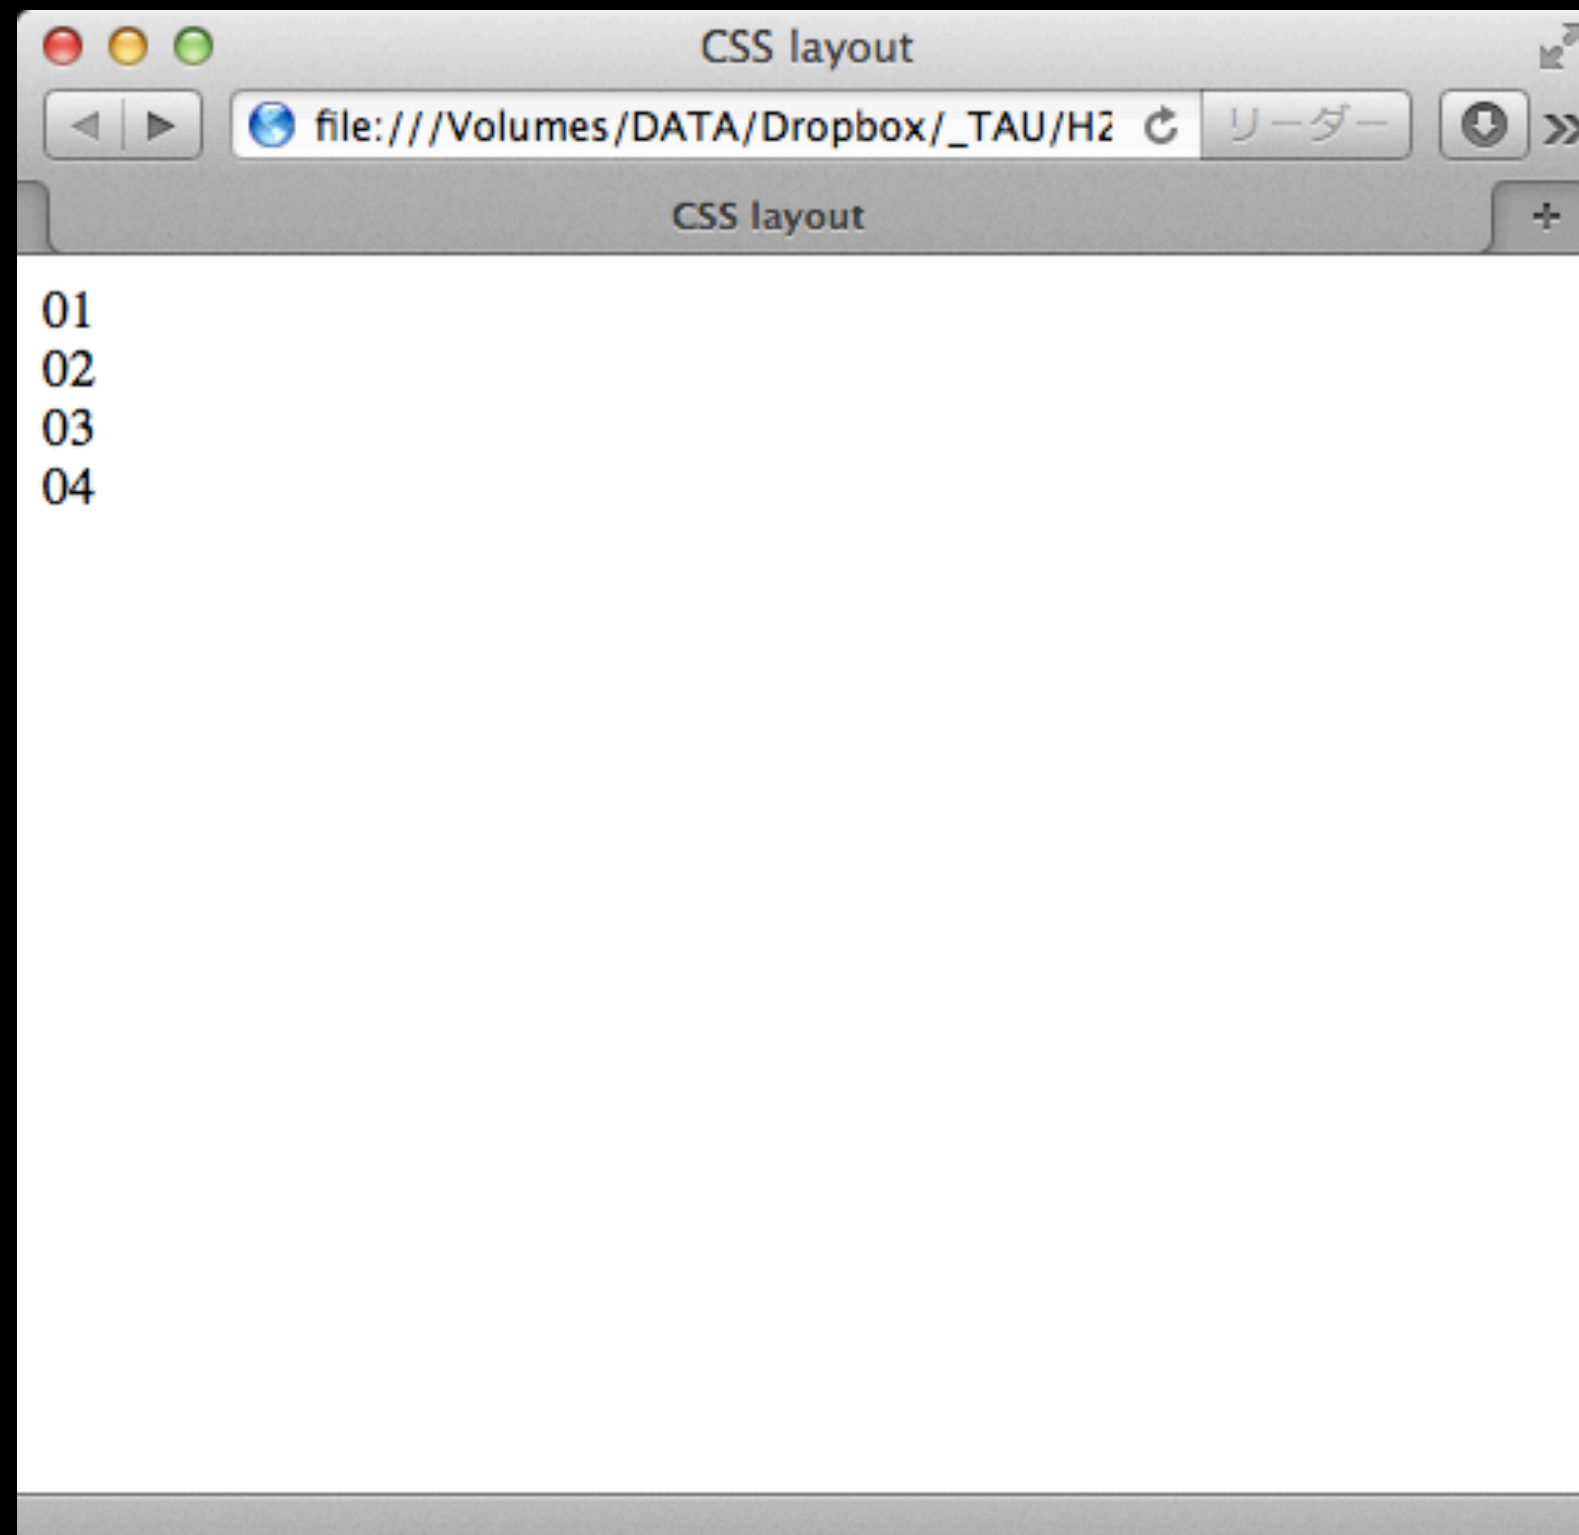 CSS layout
file:///Volumes/DATA/Dropbox/_TAU/H2 リーダー
CSS layout
01
02
03
04